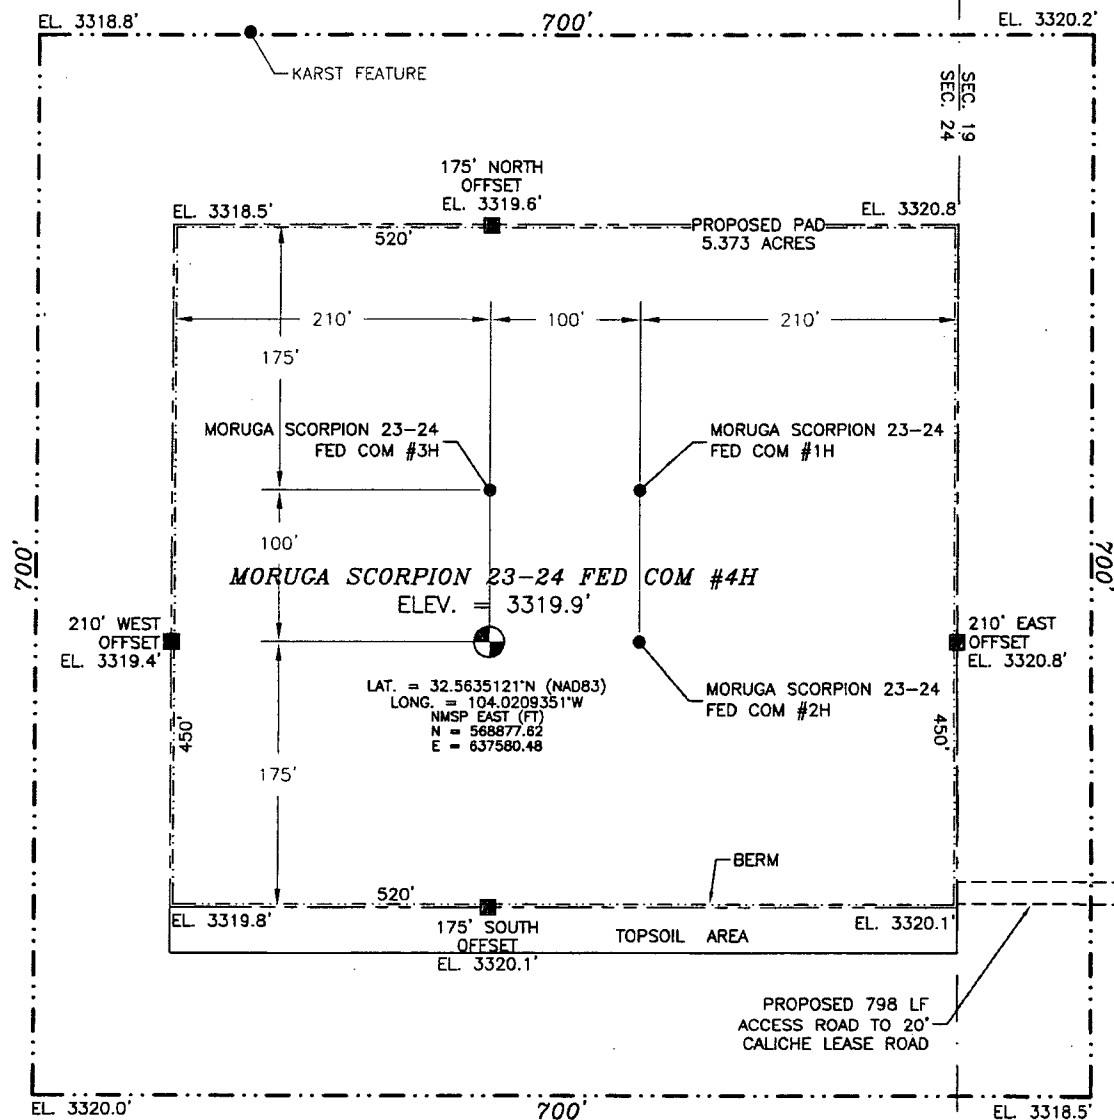 EL. 3318.8'
700'
EL. 3320.2'
KARST FEATURE
SEC. 19
SEC. 24
175' NORTH
OFFSET
EL. 3319.6'
EL. 3318.5'
EL. 3320.8'
520'
PROPOSED PAD
5.373 ACRES
210'
100'
210'
175'
MORUGA SCORPION 23-24
FED COM #3H
MORUGA SCORPION 23-24
FED COM #1H
100'
700'
700'
MORUGA SCORPION 23-24 FED COM #4H
ELEV. = 3319.9'
210' WEST
OFFSET
EL. 3319.4'
210' EAST
OFFSET
EL. 3320.8'
LAT. = 32.5635121°N (NAD83)
LONG. = 104.0209351°W
NMSP EAST (FT)
N = 568877.62
E = 637580.48
MORUGA SCORPION 23-24
FED COM #2H
450'
450'
175'
BERM
520'
EL. 3319.8'
EL. 3320.1'
175' SOUTH
OFFSET
EL. 3320.1'
TOPSOIL AREA
PROPOSED 798 LF
ACCESS ROAD TO 20'
CALICHE LEASE ROAD
EL. 3320.0'
700'
EL. 3318.5'